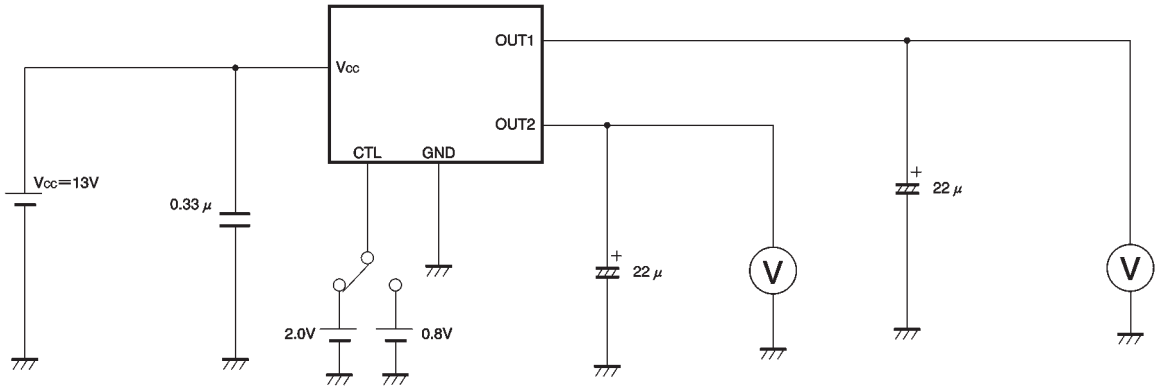 OUT1
Vcc
OUT2
CTL
GND
Vcc=13V
0.33 μ
+
22 μ
+
22 μ
V
V
2.0V
0.8V